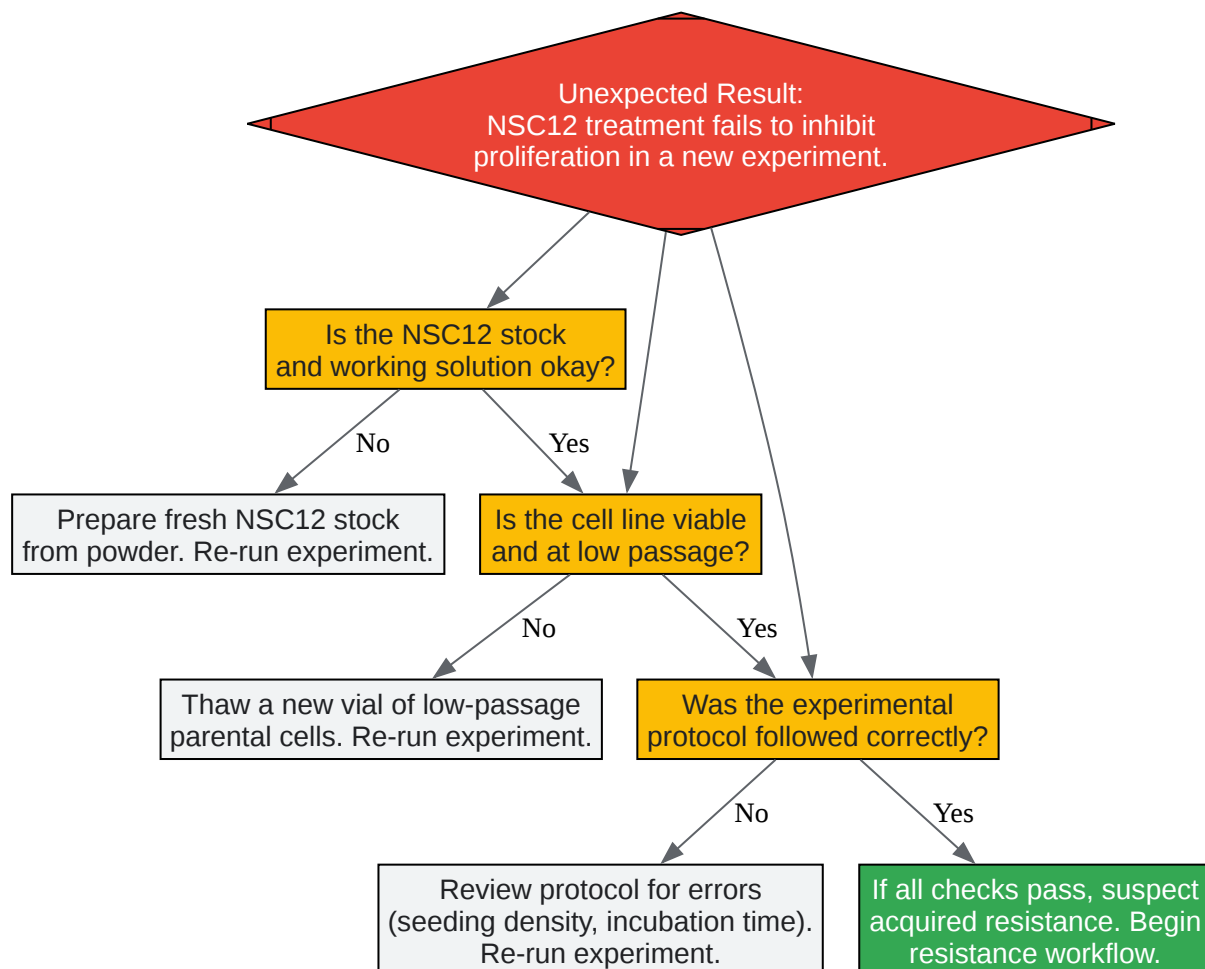 Unexpected Result:
NSC12 treatment fails to inhibit
proliferation in a new experiment.
Is the NSC12 stock
and working solution okay?
No
Yes
Prepare fresh NSC12 stock
from powder. Re-run experiment.
Is the cell line viable
and at low passage?
No
Yes
Thaw a new vial of low-passage
parental cells. Re-run experiment.
Was the experimental
protocol followed correctly?
No
Yes
Review protocol for errors
(seeding density, incubation time).
Re-run experiment.
If all checks pass, suspect
acquired resistance. Begin
resistance workflow.